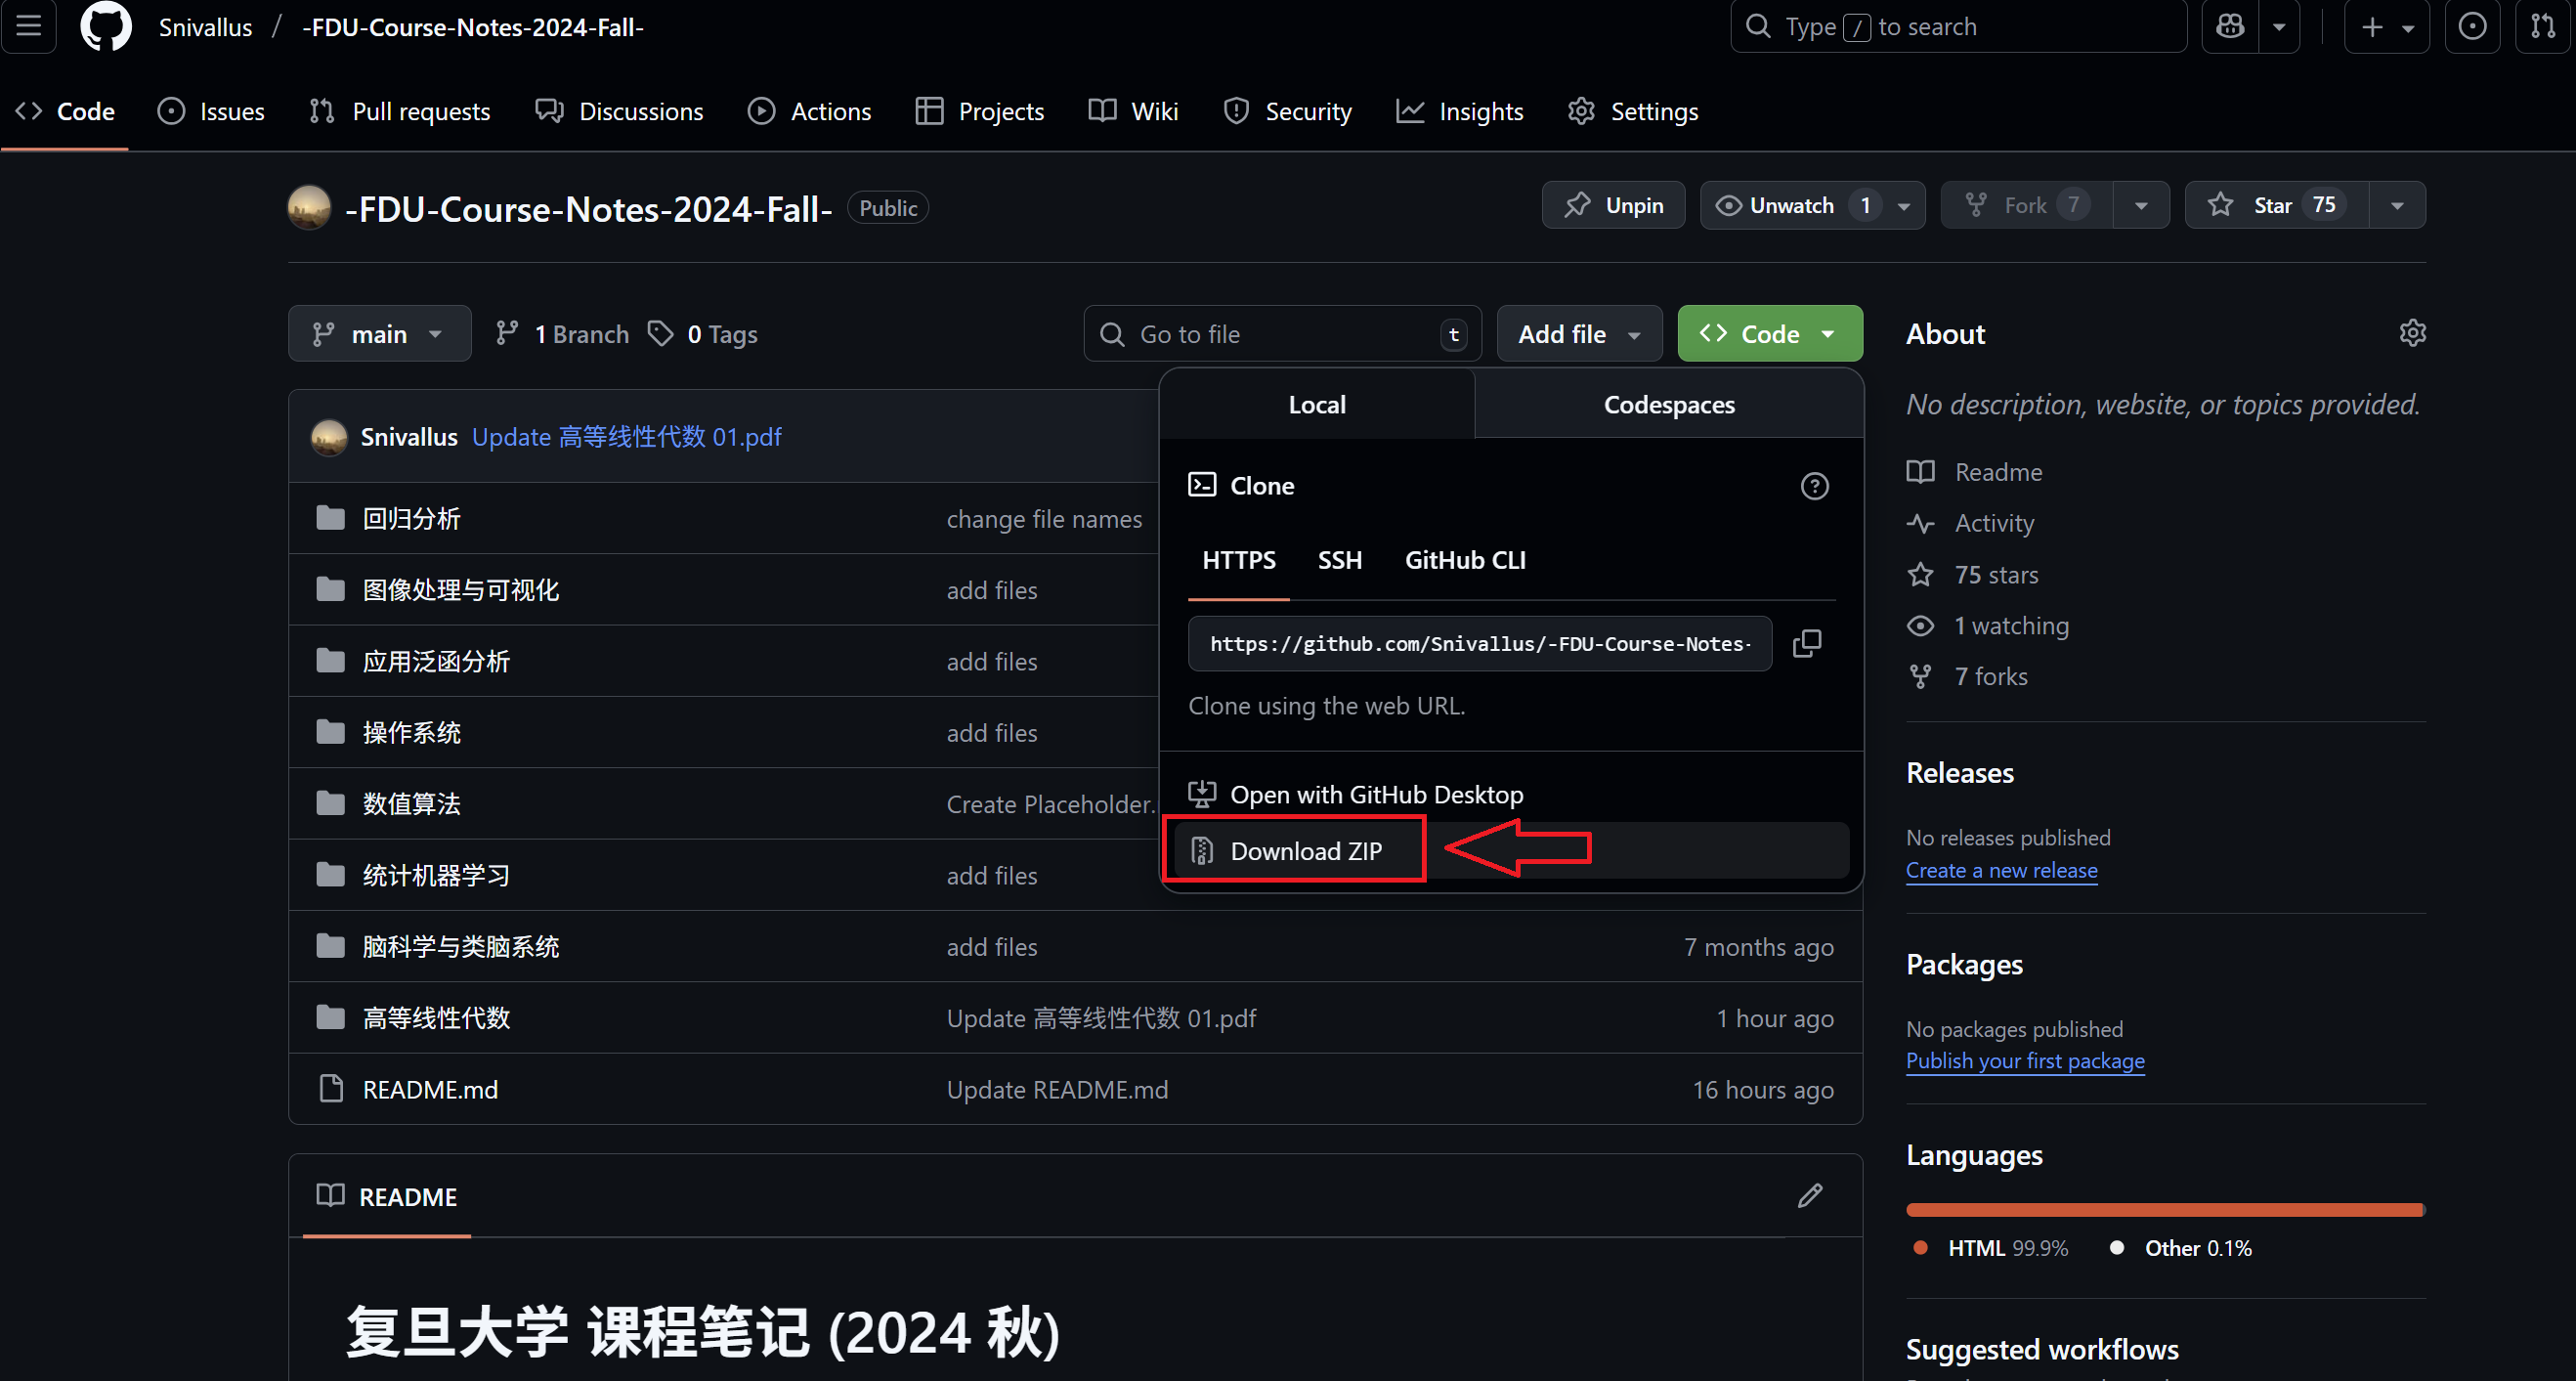 Snivallus / -FDU-Course-Notes-2024-Fall-
Type / to search
Code Issues Pull requests Discussions Actions Projects Wiki Security Insights Settings
-FDU-Course-Notes-2024-Fall- Public
Unpin Unwatch 1 Fork 7 Star 75
main 1 Branch 0 Tags
Go to file t Add file Code
Snivallus Update 高等线性代数 01.pdf
回归分析 change file names
图像处理与可视化 add files
应用泛函分析 add files
操作系统 add files
数值算法 Create Placeholder.
统计机器学习 add files
脑科学与类脑系统 add files 7 months ago
高等线性代数 Update 高等线性代数 01.pdf 1 hour ago
README.md Update README.md 16 hours ago
Local Codespaces
Clone
HTTPS SSH GitHub CLI
https://github.com/Snivallus/-FDU-Course-Notes-
Clone using the web URL.
Open with GitHub Desktop
Download ZIP
README
复旦大学 课程笔记 (2024 秋)
About
No description, website, or topics provided.
Readme
Activity
75 stars
1 watching
7 forks
Releases
No releases published
Create a new release
Packages
No packages published
Publish your first package
Languages
HTML 99.9% Other 0.1%
Suggested workflows